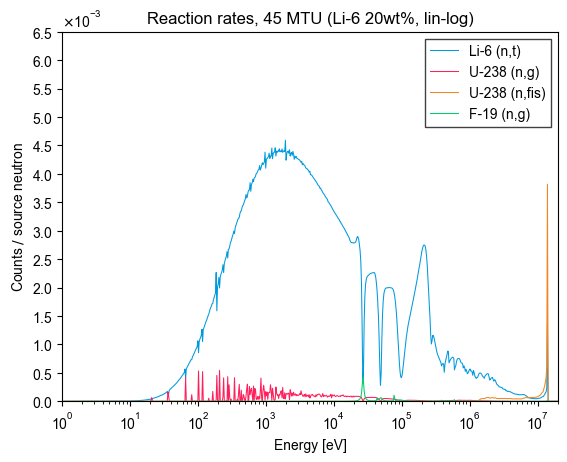 Reaction rates, 45 MTU (Li-6 20wt%, lin-log)
×10⁻³
6.5
6.0
5.5
5.0
4.5
4.0
3.5
3.0
2.5
2.0
1.5
1.0
0.5
0.0
Counts / source neutron
Li-6 (n,t)
U-238 (n,g)
U-238 (n,fis)
F-19 (n,g)
10⁰ 10¹ 10² 10³ 10⁴ 10⁵ 10⁶ 10⁷
Energy [eV]